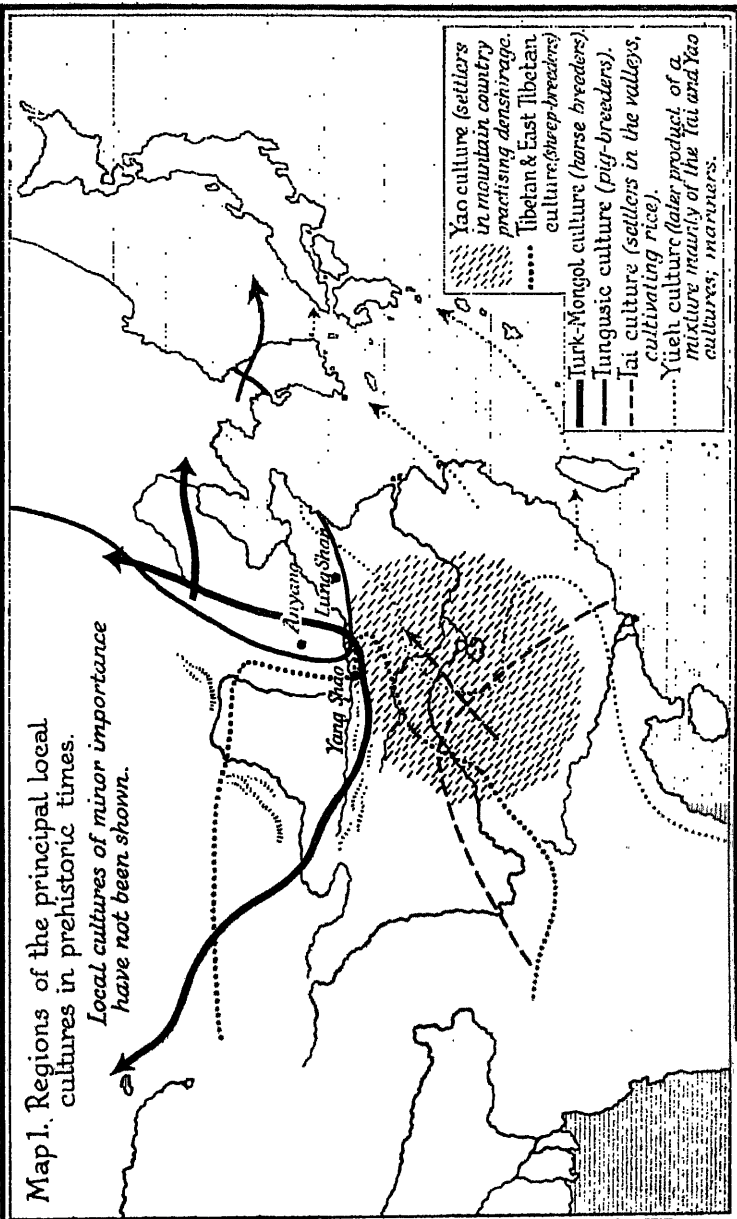 Map 1. Regions of the principal local
cultures in prehistoric times.
Local cultures of minor importance
have not been shown.
Anyang
Lung Shan
Yang Shao
Yao culture (settlers
in mountain country
practising denshirage.
Tibetan & East Tibetan
culture (sheep-breeders)
Turk-Mongol culture (horse breeders).
Tungusic culture (pig-breeders).
Tai culture (settlers in the valleys,
cultivating rice).
Yüeh culture (later product of a
mixture mainly of the Tai and Yao
cultures; mariners.